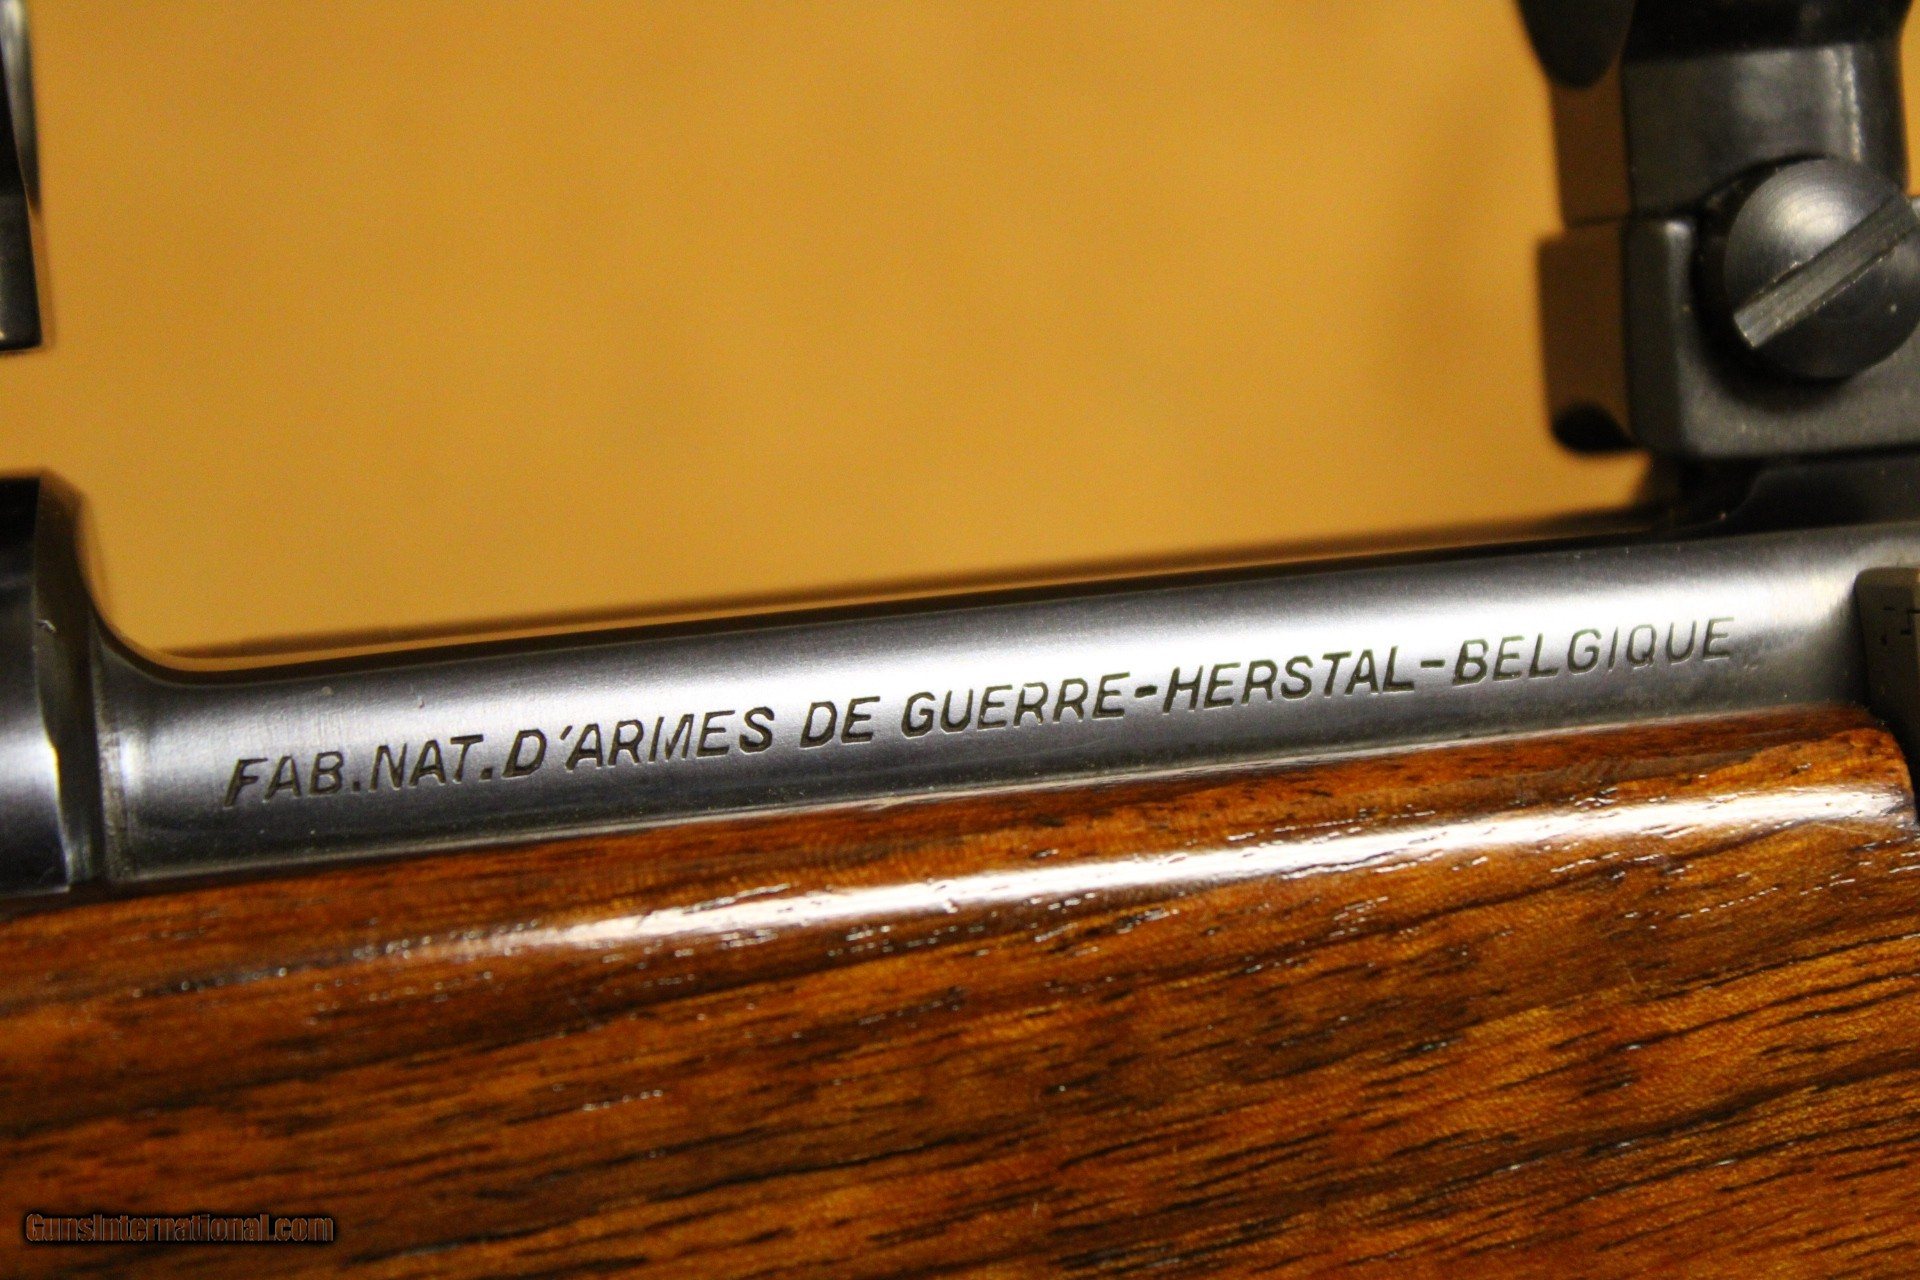 FAB.NAT.D'ARMES DE GUERRE-HERSTAL-BELGIQUE
GunsInternational.com